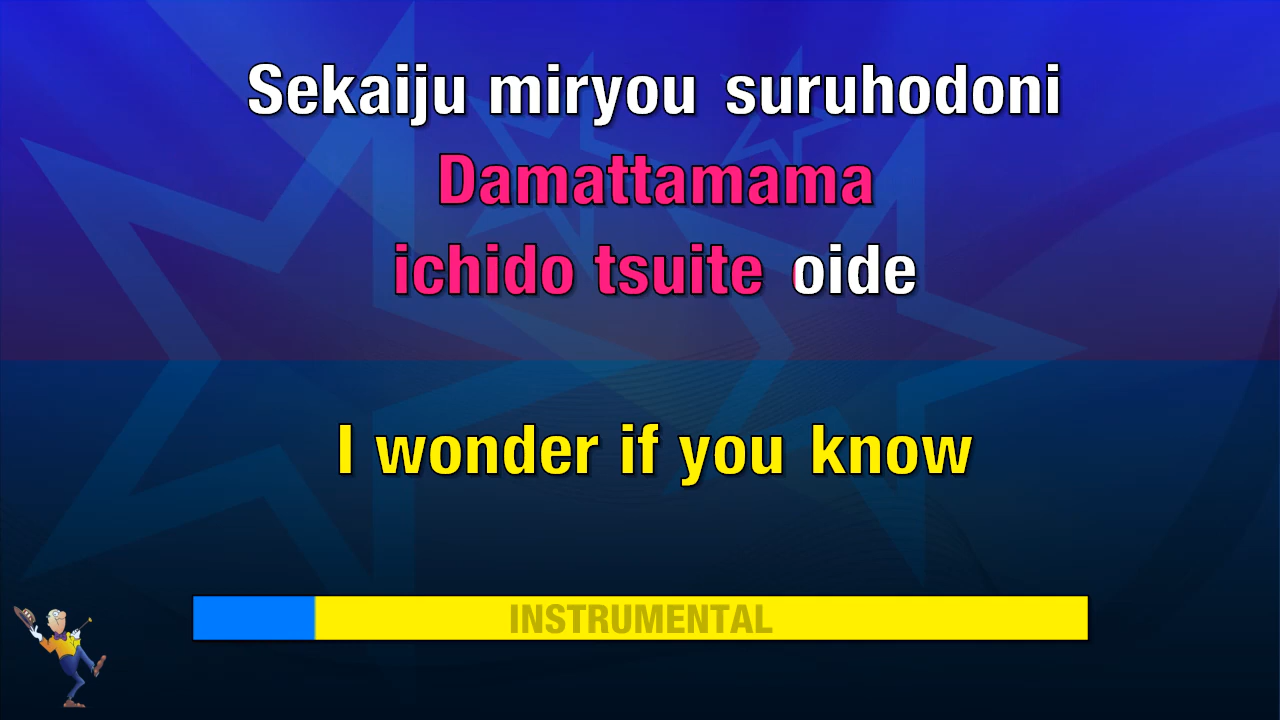 Sekaiju miryou suruhodoni
Damattamama
ichido tsuite oide
I wonder if you know
INSTRUMENTAL